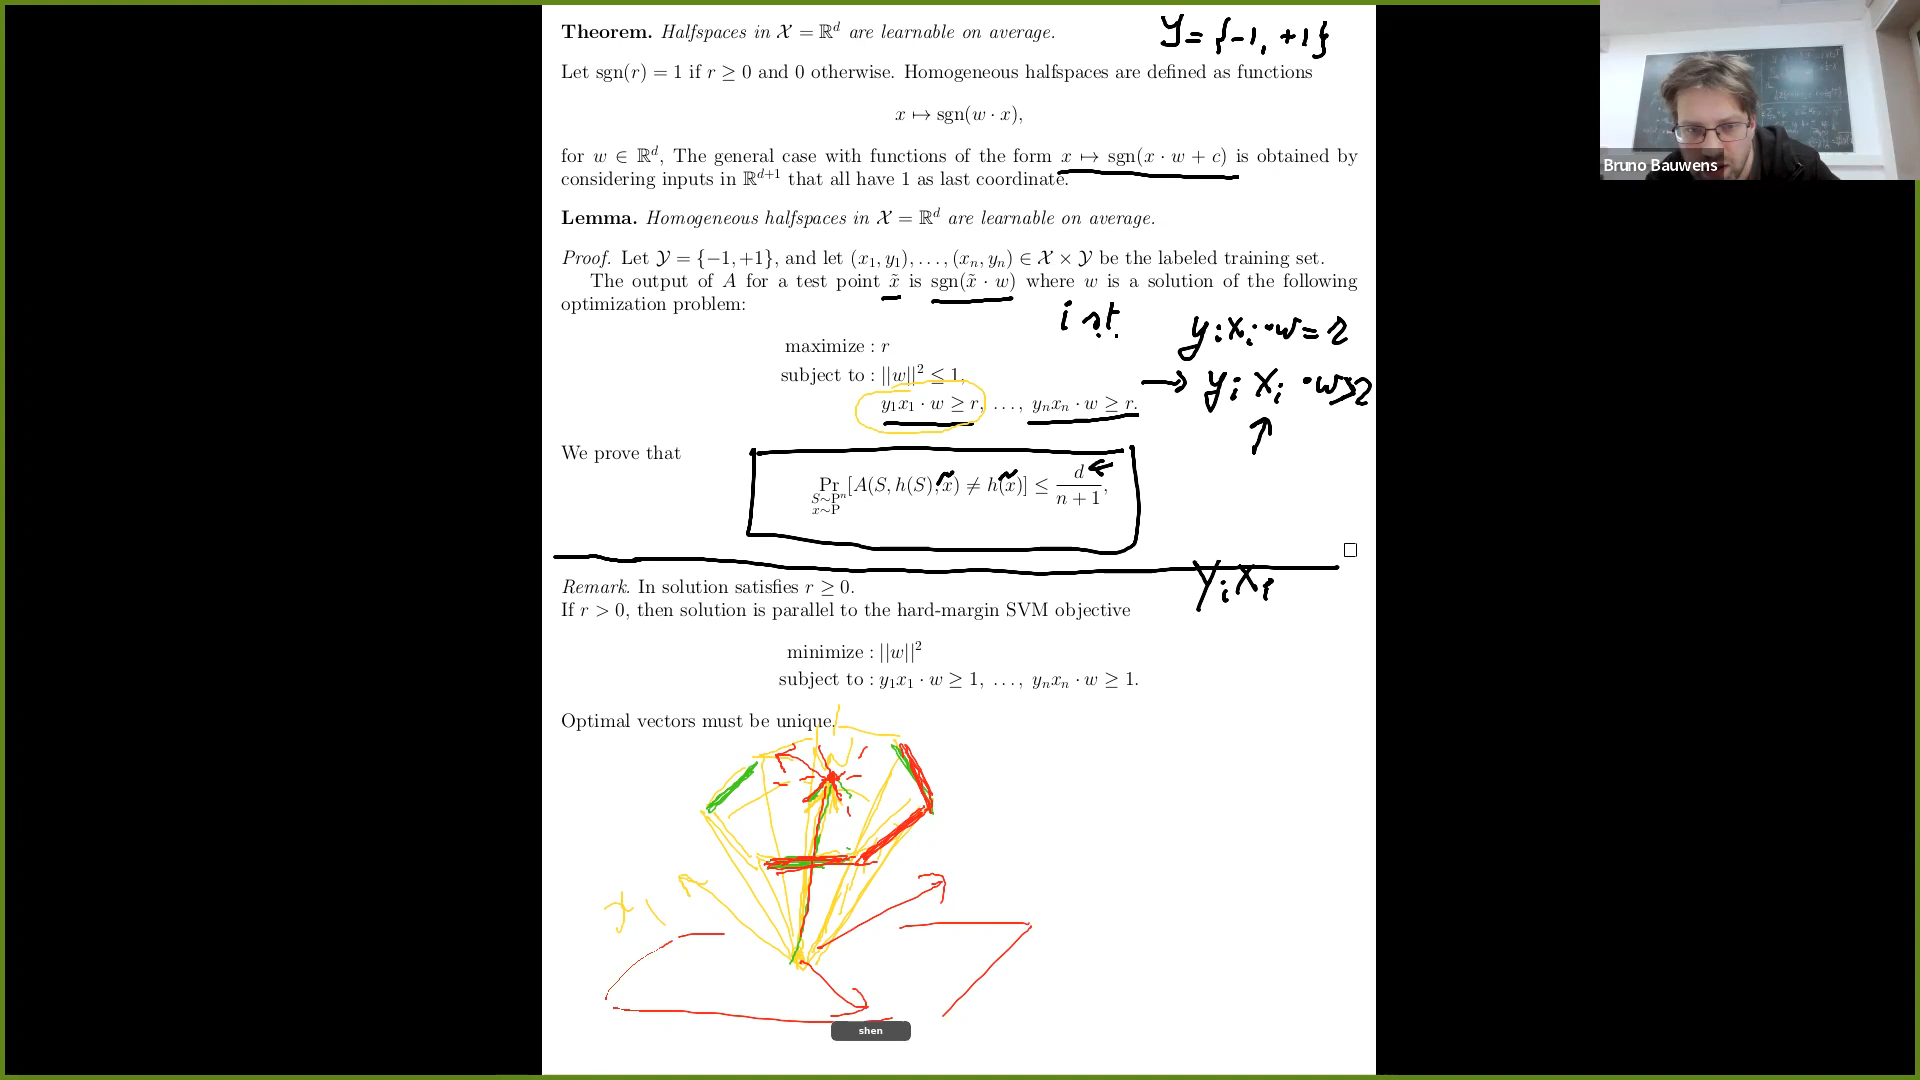 Theorem. Halfspaces in 𝒳 = ℝ^d are learnable on average.
Y = {-1, +1}
Let sgn(r) = 1 if r ≥ 0 and 0 otherwise. Homogeneous halfspaces are defined as functions
x ↦ sgn(w · x),
for w ∈ ℝ^d, The general case with functions of the form x ↦ sgn(x · w + c) is obtained by
considering inputs in ℝ^{d+1} that all have 1 as last coordinate.
Lemma. Homogeneous halfspaces in 𝒳 = ℝ^d are learnable on average.
Proof. Let 𝒴 = {−1, +1}, and let (x₁, y₁), . . . , (xₙ, yₙ) ∈ 𝒳 × 𝒴 be the labeled training set.
The output of A for a test point x̃ is sgn(x̃ · w) where w is a solution of the following
optimization problem:
i s.t. yᵢxᵢ·w = r
maximize : r
subject to : ||w||² ≤ 1,
→ yᵢ xᵢ ·w > r
y₁x₁ · w ≥ r, . . . , yₙxₙ · w ≥ r.
We prove that
Pr_{S∼Pⁿ, x∼P}[A(S, h(S), x̃) ≠ h(x̃)] ≤ d/(n + 1), ←
□
yᵢxᵢ
Remark. In solution satisfies r ≥ 0.
If r > 0, then solution is parallel to the hard-margin SVM objective
minimize : ||w||²
subject to : y₁x₁ · w ≥ 1, . . . , yₙxₙ · w ≥ 1.
Optimal vectors must be unique.
x₁
shen
Bruno Bauwens